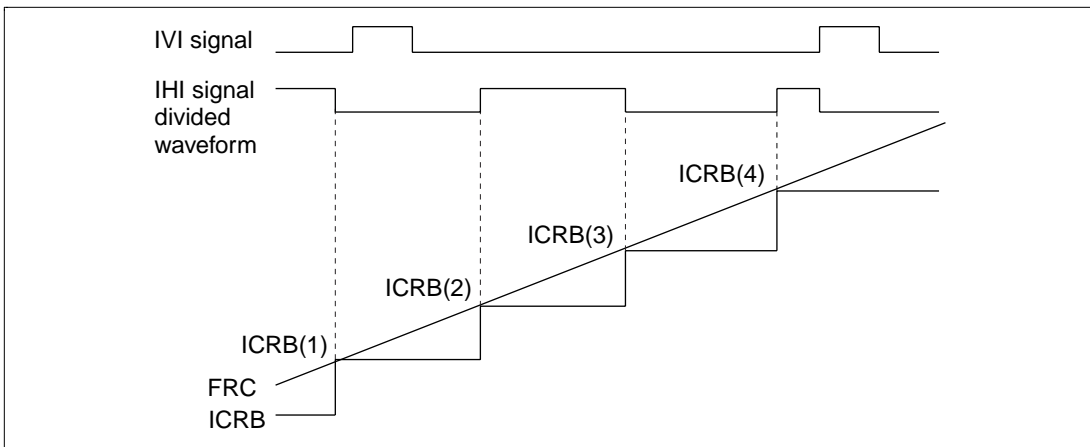 IVI signal
IHI signal
divided
waveform
ICRB(4)
ICRB(3)
ICRB(2)
ICRB(1)
FRC
ICRB